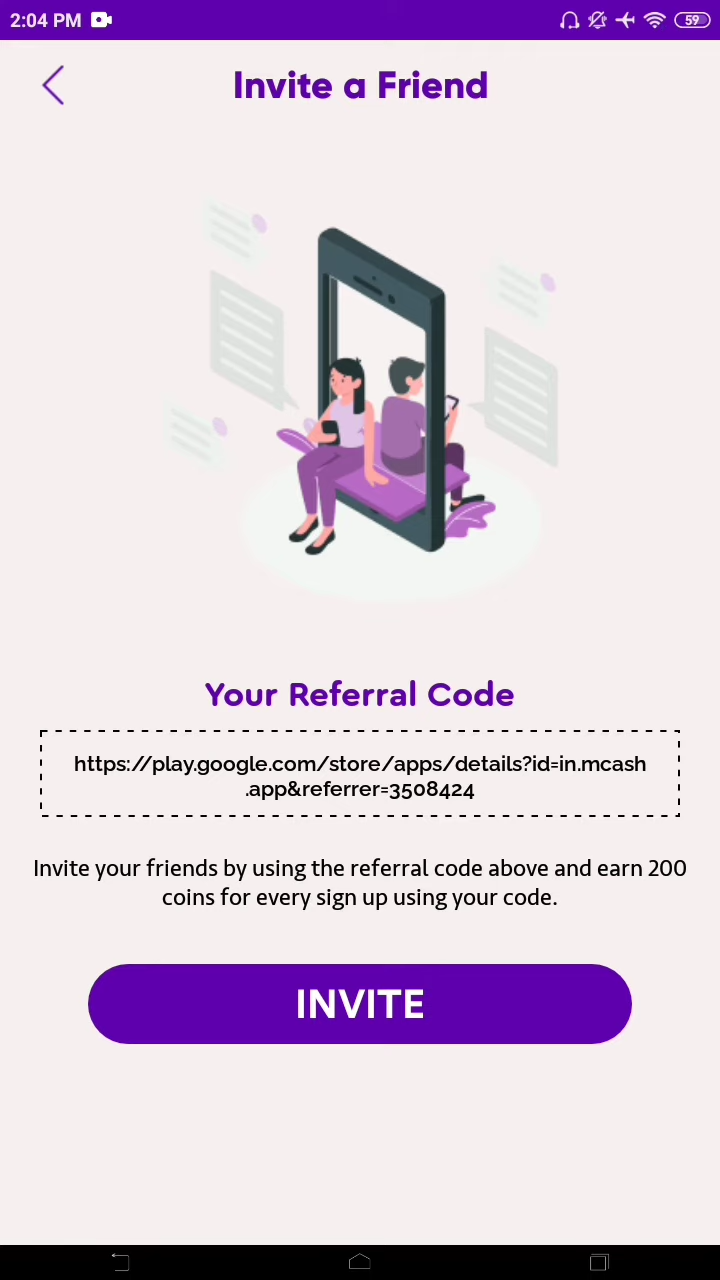 2:04 PM
59
Invite a Friend
Your Referral Code
https://play.google.com/store/apps/details?id=in.mcash
.app&referrer=3508424
Invite your friends by using the referral code above and earn 200
coins for every sign up using your code.
INVITE